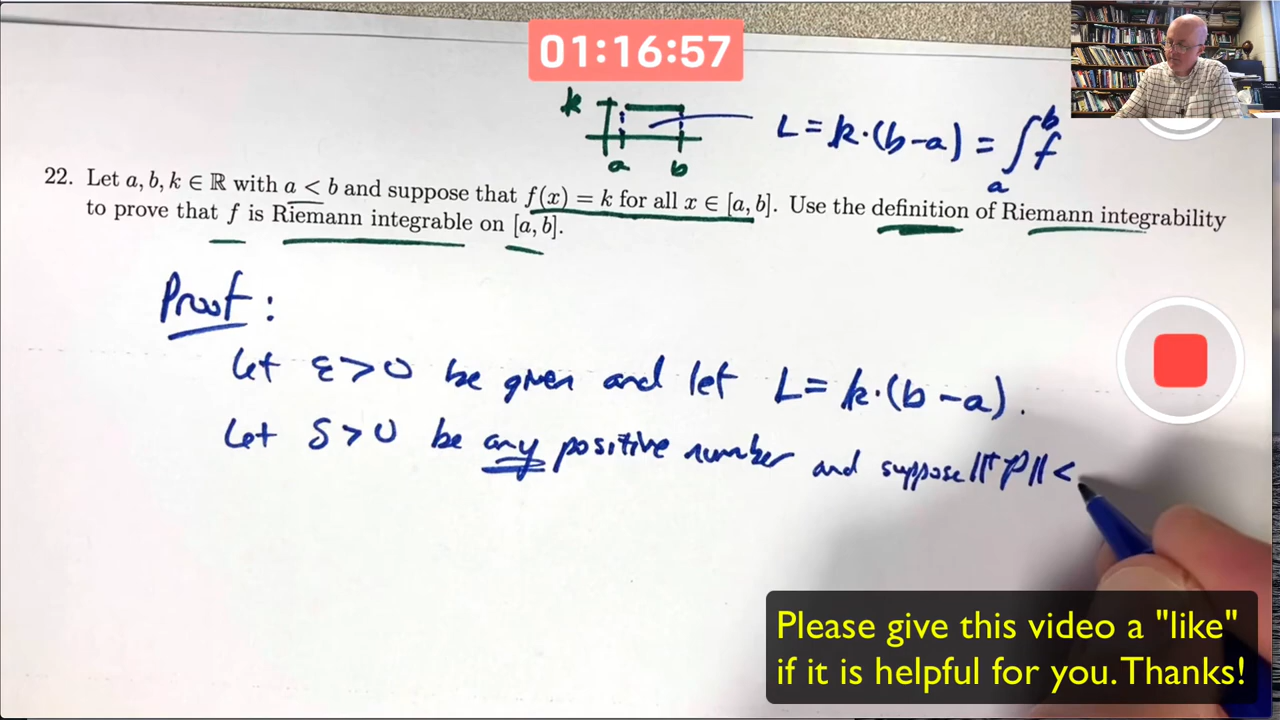 01:16:57
k
a b
L = k·(b-a) = ∫_a^b f
22. Let a, b, k ∈ ℝ with a < b and suppose that f(x) = k for all x ∈ [a, b]. Use the definition of Riemann integrability
to prove that f is Riemann integrable on [a, b].
Proof:
Let ε > 0 be given and let L = k·(b-a).
Let δ > 0 be any positive number and suppose ||P|| <
Please give this video a "like"
if it is helpful for you. Thanks!